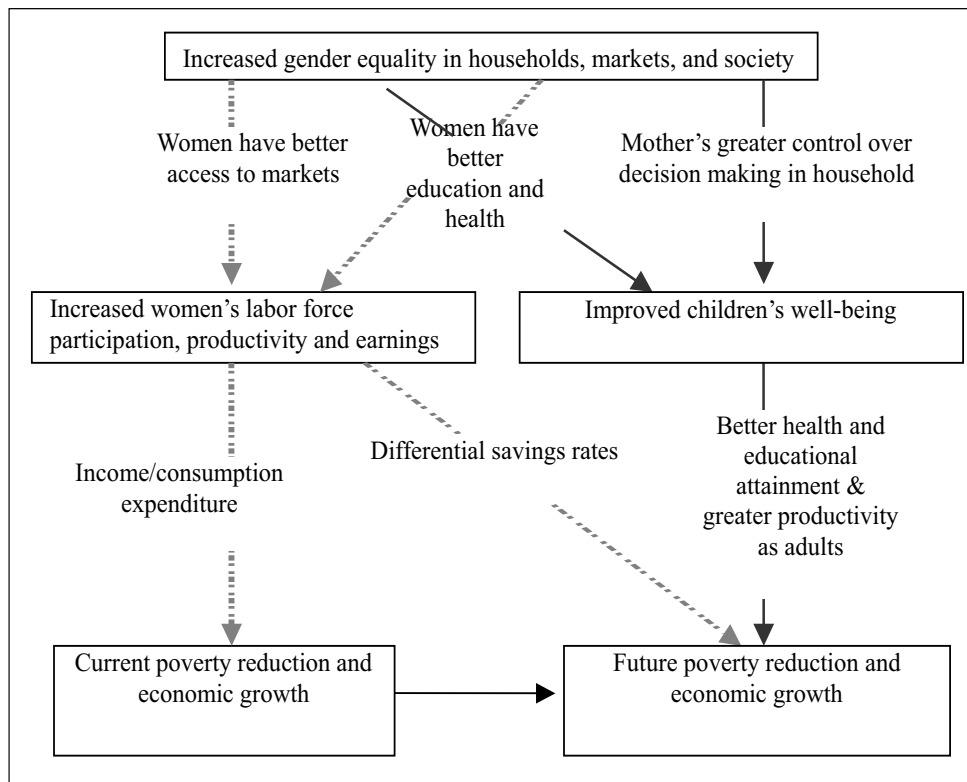 Increased gender equality in households, markets, and society
Women have better
access to markets
Women have
better
education and
health
Mother’s greater control over
decision making in household
Increased women’s labor force
participation, productivity and earnings
Improved children’s well-being
Income/consumption
expenditure
Differential savings rates
Better health and
educational
attainment &
greater productivity
as adults
Current poverty reduction and
economic growth
Future poverty reduction and
economic growth